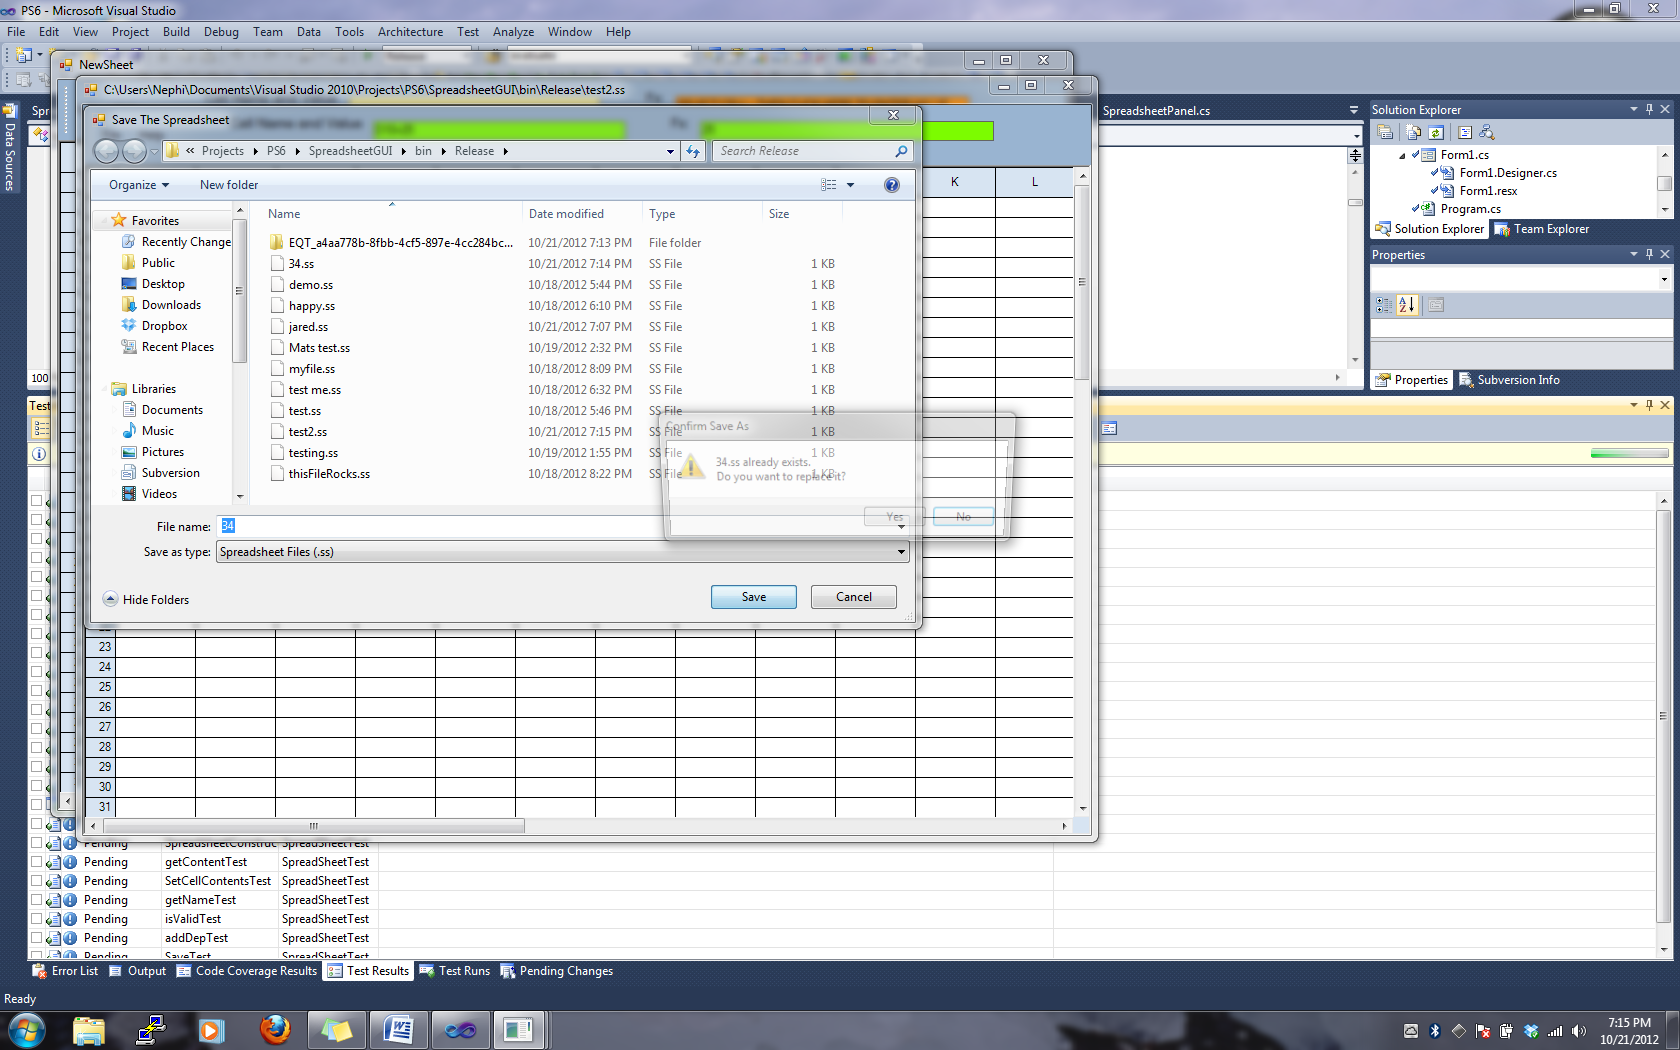 PS6 - Microsoft Visual Studio
File Edit View Project Build Debug Team Data Tools Architecture Test Analyze Window Help
NewSheet
C:\Users\Nephi\Documents\Visual Studio 2010\Projects\PS6\SpreadsheetGUI\bin\Release\test2.ss
Save The Spreadsheet
Cell Name and Value
« Projects PS6 SpreadsheetGUI bin Release
Search Release
Organize New folder
Favorites
Recently Change
Public
Desktop
Downloads
Dropbox
Recent Places
Libraries
Documents
Music
Pictures
Subversion
Videos
Name Date modified Type Size
EQT_a4aa778b-8fbb-4cf5-897e-4cc284bc... 10/21/2012 7:13 PM File folder
34.ss 10/21/2012 7:14 PM SS File 1 KB
demo.ss 10/18/2012 5:44 PM SS File 1 KB
happy.ss 10/18/2012 6:10 PM SS File 1 KB
jared.ss 10/21/2012 7:07 PM SS File 1 KB
Mats test.ss 10/19/2012 2:32 PM SS File 1 KB
myfile.ss 10/18/2012 8:09 PM SS File 1 KB
test me.ss 10/18/2012 6:32 PM SS File 1 KB
test.ss 10/18/2012 5:46 PM SS File 1 KB
test2.ss 10/21/2012 7:15 PM SS File 1 KB
testing.ss 10/19/2012 1:55 PM SS File 1 KB
thisFileRocks.ss 10/18/2012 8:22 PM SS File 1 KB
Confirm Save As
34.ss already exists.
Do you want to replace it?
Yes No
File name: 34
Save as type: Spreadsheet Files (.ss)
Hide Folders
Save Cancel
K L
23
24
25
26
27
28
29
30
31
Data Sources
Spr
100
Test
SpreadsheetPanel.cs
Solution Explorer
Form1.cs
Form1.Designer.cs
Form1.resx
Program.cs
Solution Explorer Team Explorer
Properties
Properties Subversion Info
Pending SpreadsheetConstruc SpreadSheetTest
Pending getContentTest SpreadSheetTest
Pending SetCellContentsTest SpreadSheetTest
Pending getNameTest SpreadSheetTest
Pending isValidTest SpreadSheetTest
Pending addDepTest SpreadSheetTest
Pending SaveTest SpreadSheetTest
Error List Output Code Coverage Results Test Results Test Runs Pending Changes
Ready
7:15 PM
10/21/2012